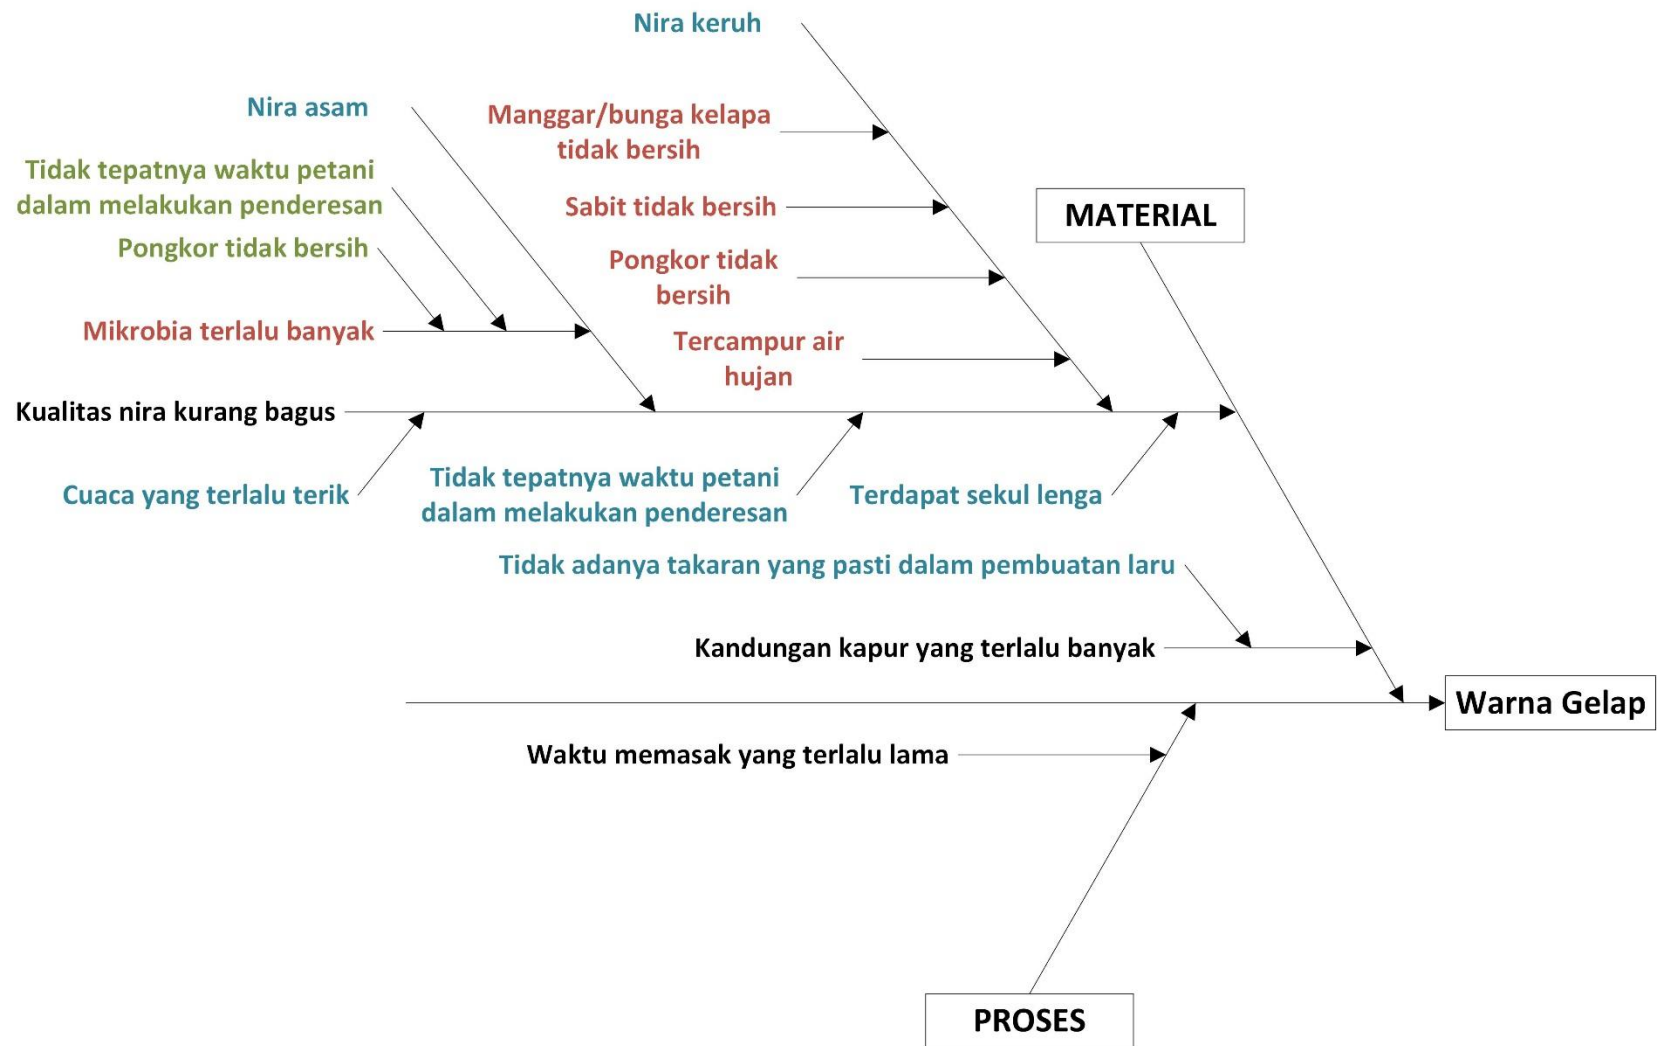 Nira keruh
Nira asam
Manggar/bunga kelapa
tidak bersih
Tidak tepatnya waktu petani
dalam melakukan penderesan
Sabit tidak bersih
MATERIAL
Pongkor tidak bersih
Pongkor tidak
bersih
Mikrobia terlalu banyak
Tercampur air
hujan
Kualitas nira kurang bagus
Cuaca yang terlalu terik
Tidak tepatnya waktu petani
dalam melakukan penderesan
Terdapat sekul lenga
Tidak adanya takaran yang pasti dalam pembuatan laru
Kandungan kapur yang terlalu banyak
Warna Gelap
Waktu memasak yang terlalu lama
PROSES